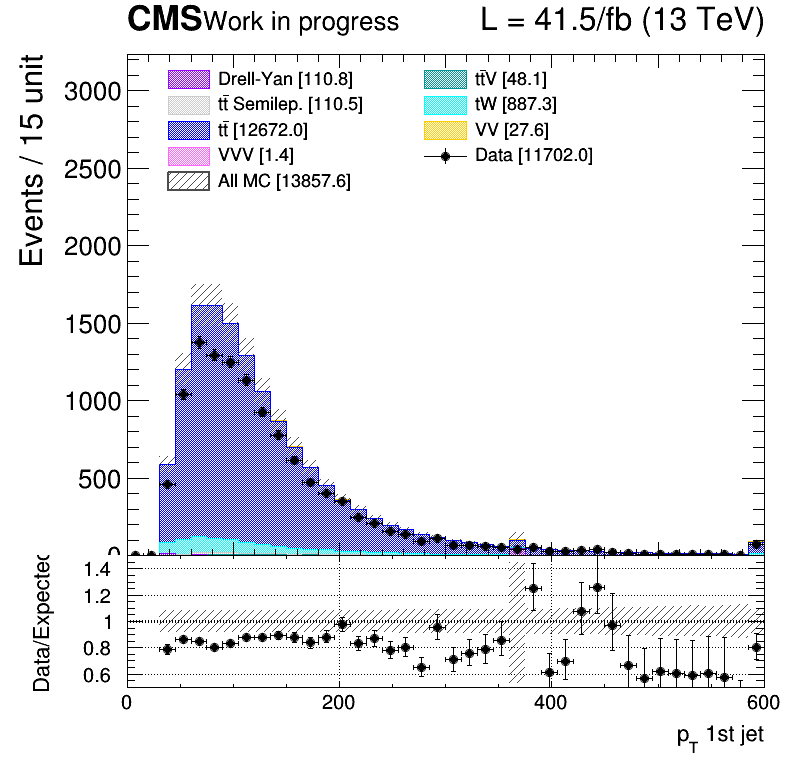 CMS Work in progress L = 41.5/fb (13 TeV)
Events / 15 unit
Drell-Yan [110.8]
tt̄ Semilep. [110.5]
tt̄ [12672.0]
VVV [1.4]
All MC [13857.6]
tt̄V [48.1]
tW [887.3]
VV [27.6]
Data [11702.0]
3000
2500
2000
1500
1000
500
0
Data/Expected
1.4
1.2
1
0.8
0.6
0 200 400 600
p_T 1st jet